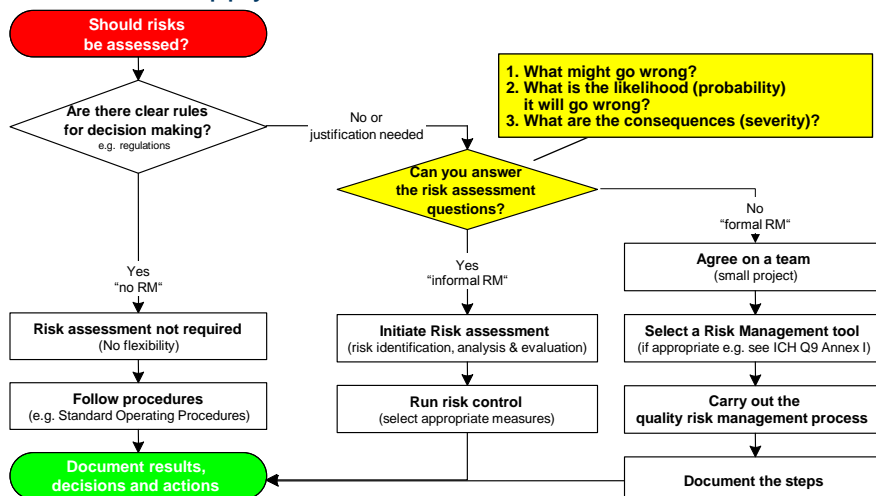 Should risks
be assessed?
Are there clear rules
for decision making?
e.g. regulations
No or
justification needed
1. What might go wrong?
2. What is the likelihood (probability)
it will go wrong?
3. What are the consequences (severity)?
Can you answer
the risk assessment
questions?
Yes
“no RM“
Yes
“informal RM“
No
“formal RM“
Risk assessment not required
(No flexibility)
Follow procedures
(e.g. Standard Operating Procedures)
Initiate Risk assessment
(risk identification, analysis & evaluation)
Run risk control
(select appropriate measures)
Agree on a team
(small project)
Select a Risk Management tool
(if appropriate e.g. see ICH Q9 Annex I)
Carry out the
quality risk management process
Document the steps
Document results,
decisions and actions